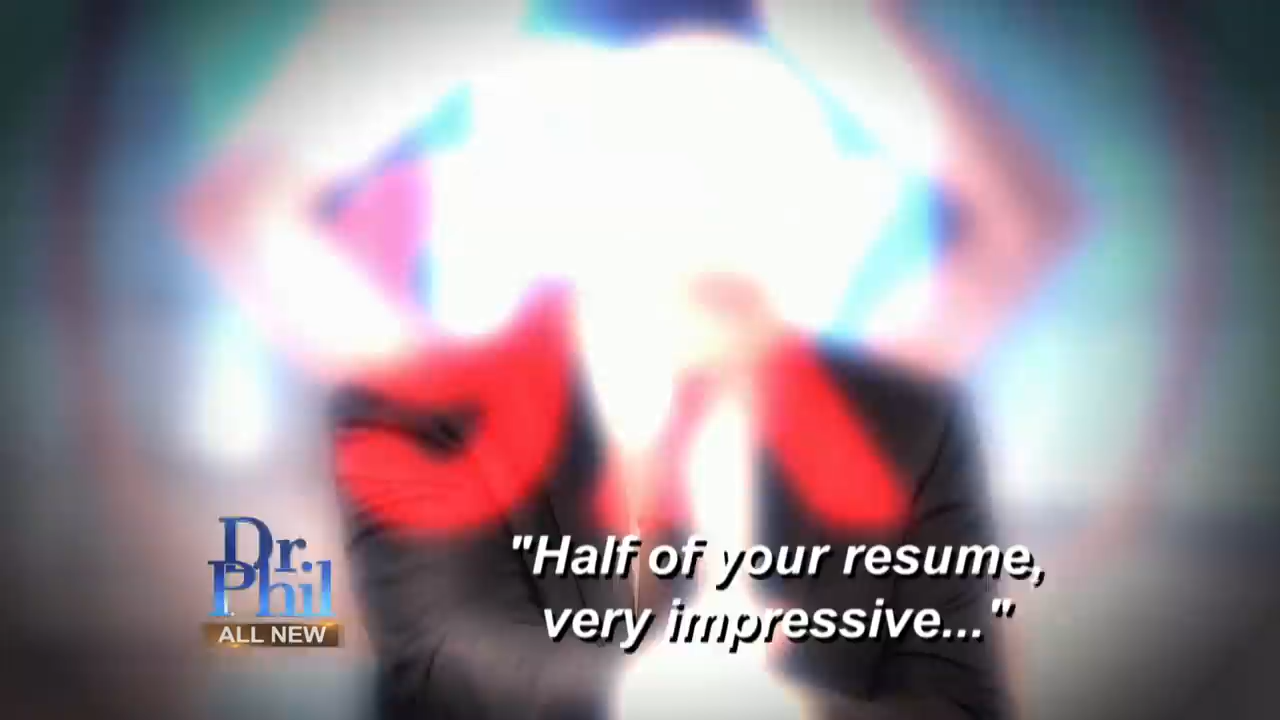 Dr.
Phil
ALL NEW
"Half of your resume,
very impressive..."